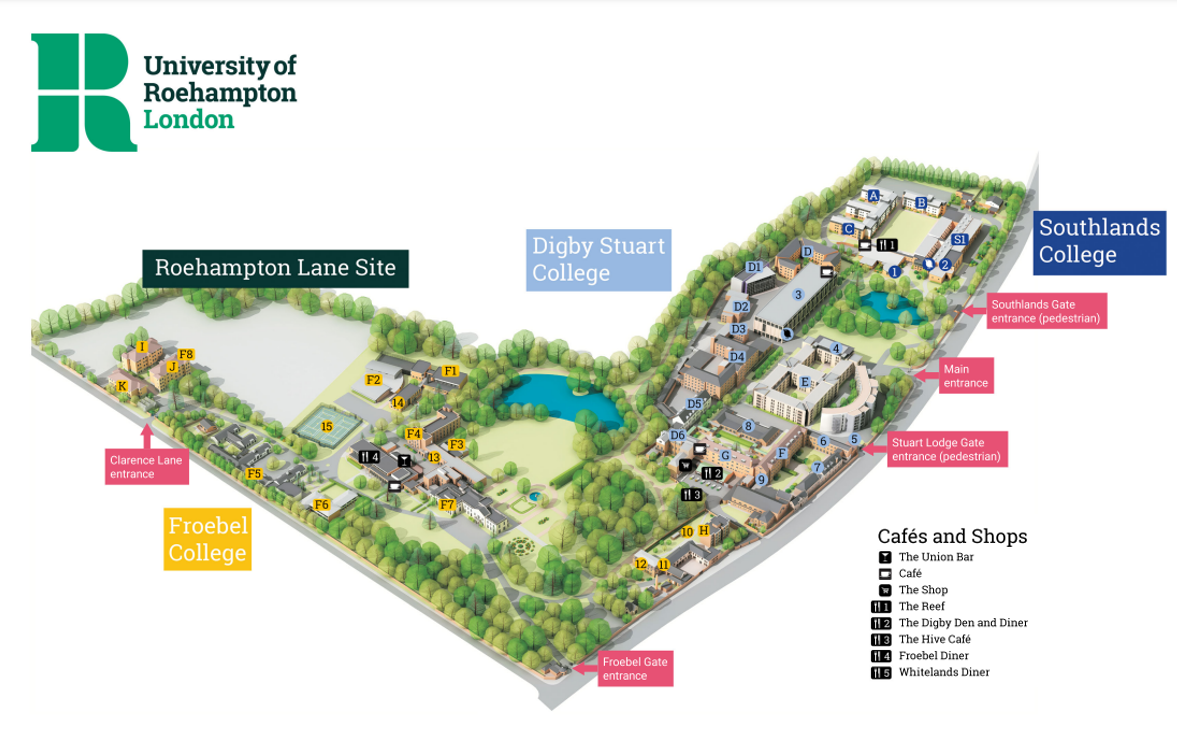 University of
Roehampton
London
Roehampton Lane Site
Digby Stuart
College
Southlands
College
Froebel
College
A
B
C
S1
1
1
2
D
D1
3
D2
D3
D4
4
E
D5
D6
8
G
F
6
5
7
9
2
3
10
H
12
11
I
F8
J
K
F2
F1
14
15
F4
F3
13
4
F5
F6
F7
Southlands Gate
entrance (pedestrian)
Main
entrance
Stuart Lodge Gate
entrance (pedestrian)
Clarence Lane
entrance
Froebel Gate
entrance
Cafés and Shops
The Union Bar
Café
The Shop
1 The Reef
2 The Digby Den and Diner
3 The Hive Café
4 Froebel Diner
5 Whitelands Diner